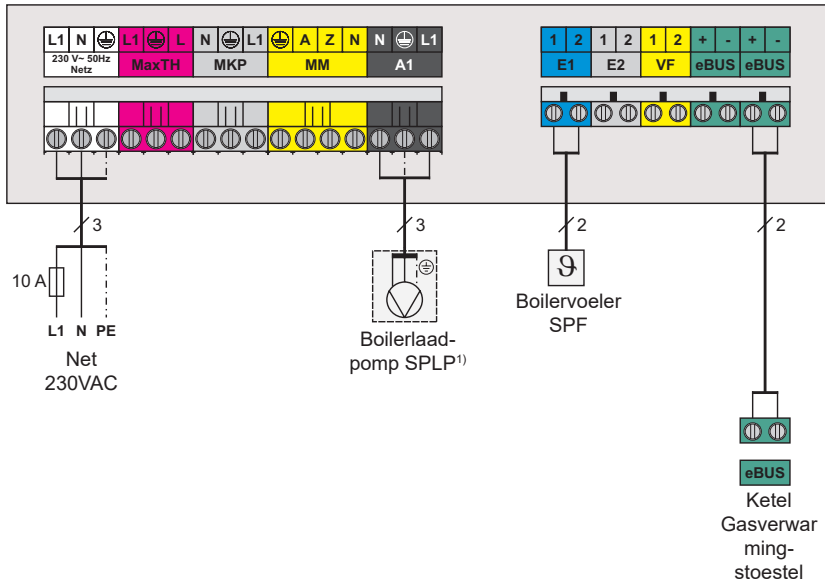 L1 N L1 L N L1 A Z N N L1
230 V~ 50Hz
Netz
MaxTH MKP MM A1
1 2 1 2 1 2 + - + -
E1 E2 VF eBUS eBUS
3
3
2
2
10 A
L1 N PE
Net
230VAC
Boilerlaad-
pomp SPLP1)
Boilervoeler
SPF
eBUS
Ketel
Gasverwar
ming-
stoestel